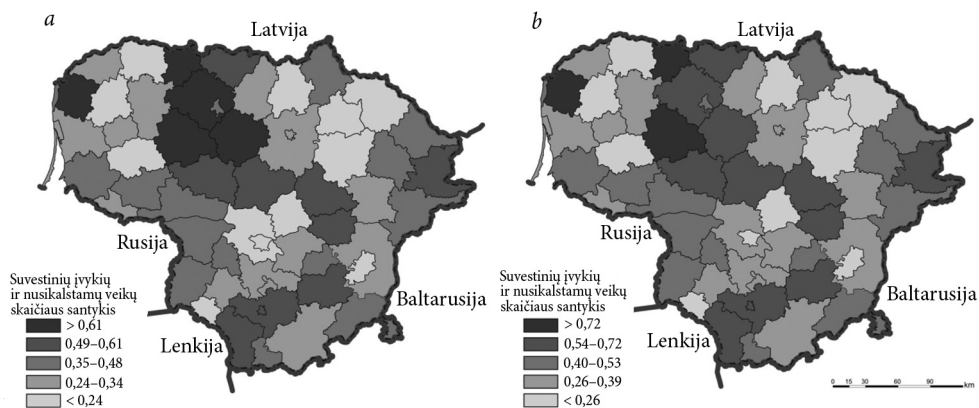 a
Latvija
Rusija
Baltarusija
Lenkija
Suvestinių įvykių
ir nusikalstamų veikų
skaičiaus santykis
> 0,61
0,49–0,61
0,35–0,48
0,24–0,34
< 0,24
b
Latvija
Rusija
Baltarusija
Lenkija
Suvestinių įvykių
ir nusikalstamų veikų
skaičiaus santykis
> 0,72
0,54–0,72
0,40–0,53
0,26–0,39
< 0,26
0 15 30 60 90
km